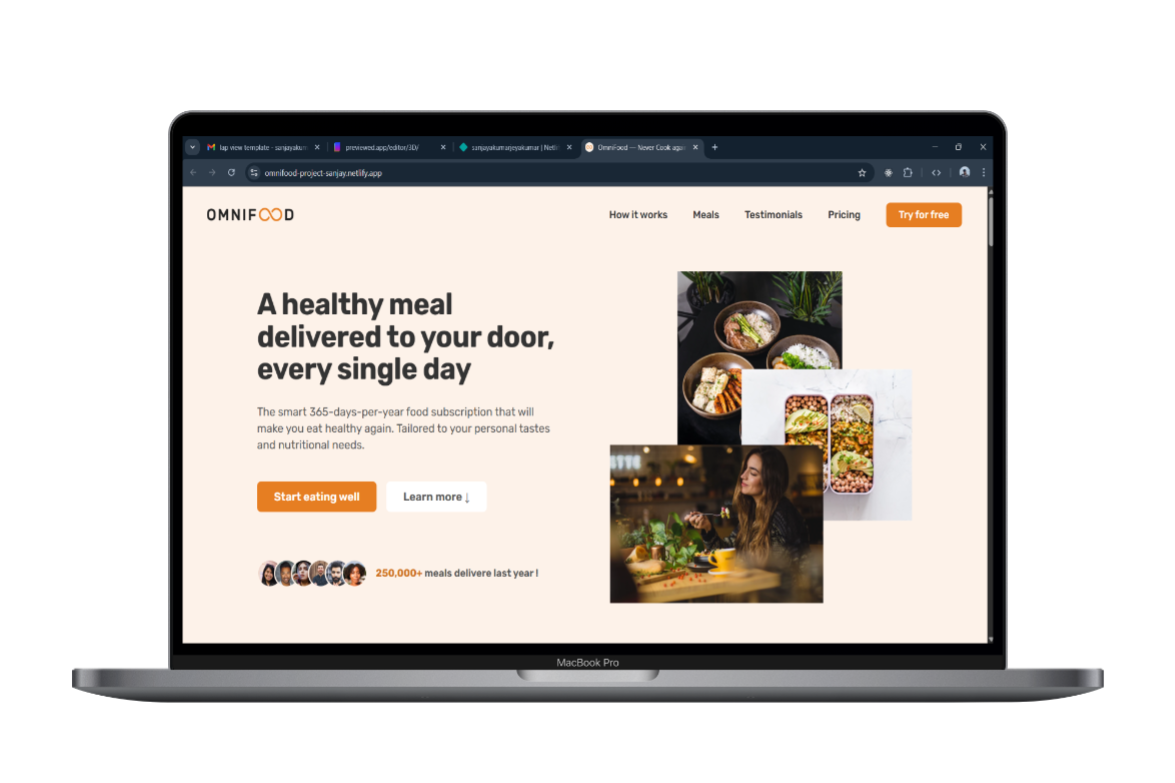 lap view template - sanjayakum
previewed.app/editor/3D/
sanjayakumarjeyakumar | Netli
OmniFood — Never Cook agai
omnifood-project-sanjay.netlify.app
OMNIFOOD
How it works
Meals
Testimonials
Pricing
Try for free
A healthy meal
delivered to your door,
every single day
The smart 365-days-per-year food subscription that will
make you eat healthy again. Tailored to your personal tastes
and nutritional needs.
Start eating well
Learn more ↓
250,000+ meals delivere last year !
MacBook Pro